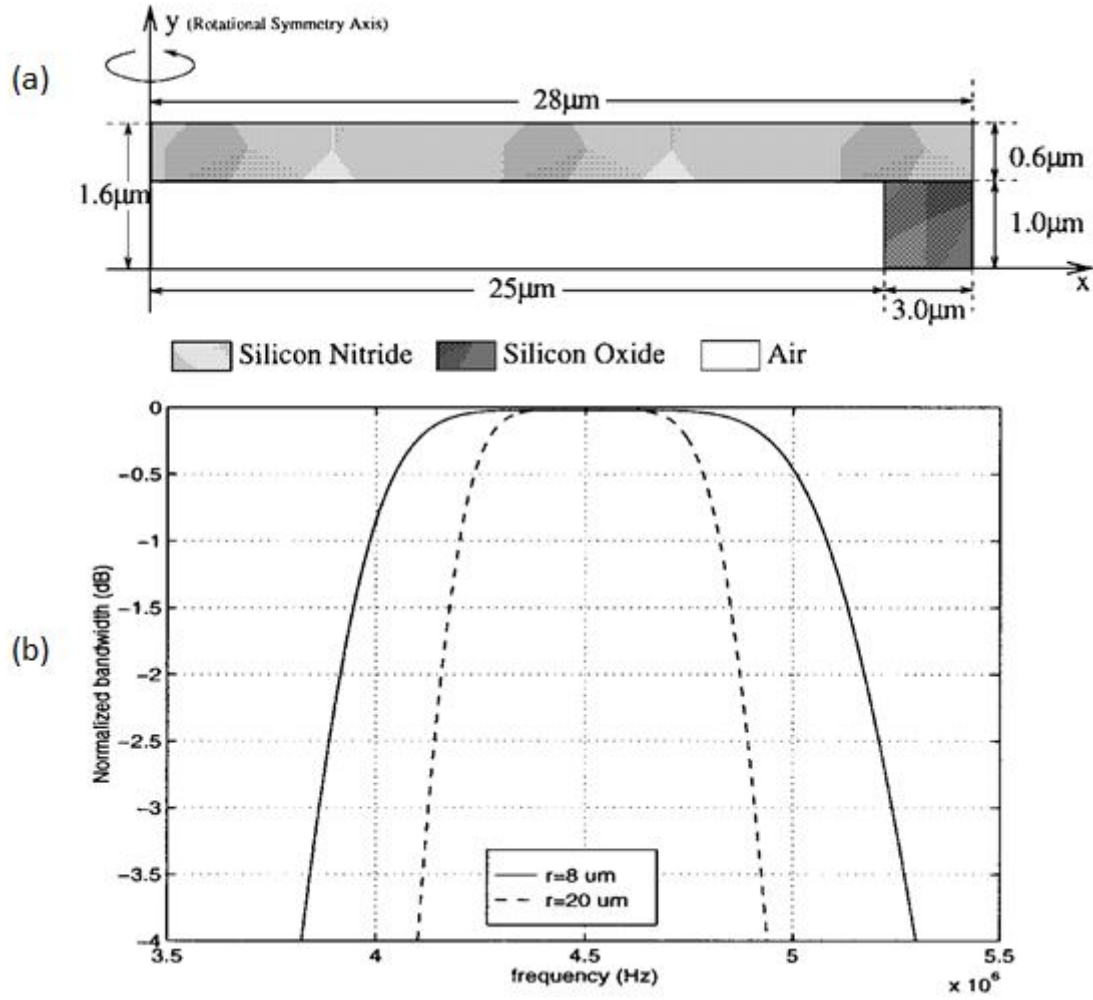 (a)
y (Rotational Symmetry Axis)
28μm
1.6μm
0.6μm
1.0μm
25μm
x
3.0μm
Silicon Nitride Silicon Oxide Air
(b)
Normalized bandwidth (dB)
0
-0.5
-1
-1.5
-2
-2.5
-3
-3.5
-4
r=8 um
r=20 um
3.5 4 4.5 5 5.5
frequency (Hz)
x 10⁶